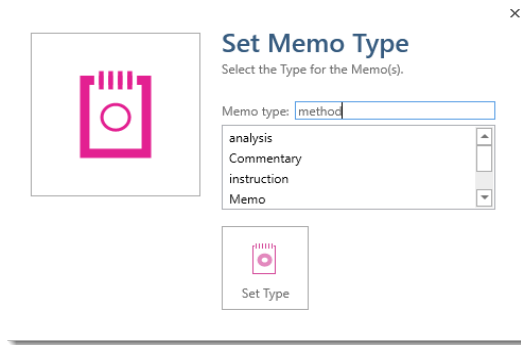 Set Memo Type
Select the Type for the Memo(s).
Memo type: method
analysis
Commentary
instruction
Memo
Set Type